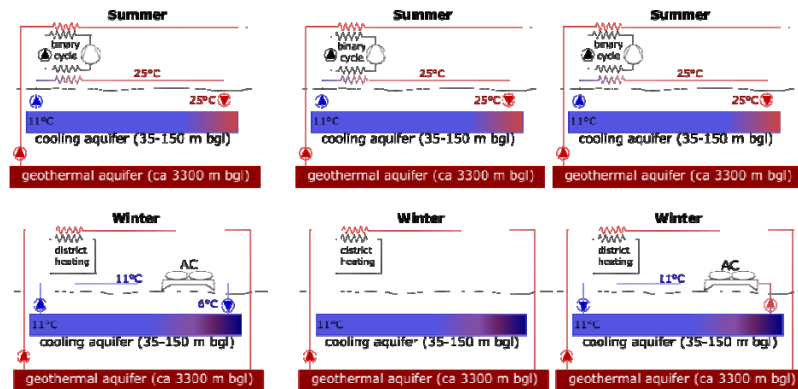 Summer
binary
cycle
25°C
25°C
11°C
cooling aquifer (35-150 m bgl)
geothermal aquifer (ca 3300 m bgl)
Summer
binary
cycle
25°C
25°C
11°C
cooling aquifer (35-150 m bgl)
geothermal aquifer (ca 3300 m bgl)
Summer
binary
cycle
25°C
25°C
11°C
cooling aquifer (35-150 m bgl)
geothermal aquifer (ca 3300 m bgl)
Winter
district
heating
AC
11°C
6°C
11°C
cooling aquifer (35-150 m bgl)
geothermal aquifer (ca 3300 m bgl)
Winter
district
heating
11°C
cooling aquifer (35-150 m bgl)
geothermal aquifer (ca 3300 m bgl)
Winter
district
heating
AC
11°C
11°C
cooling aquifer (35-150 m bgl)
geothermal aquifer (ca 3300 m bgl)